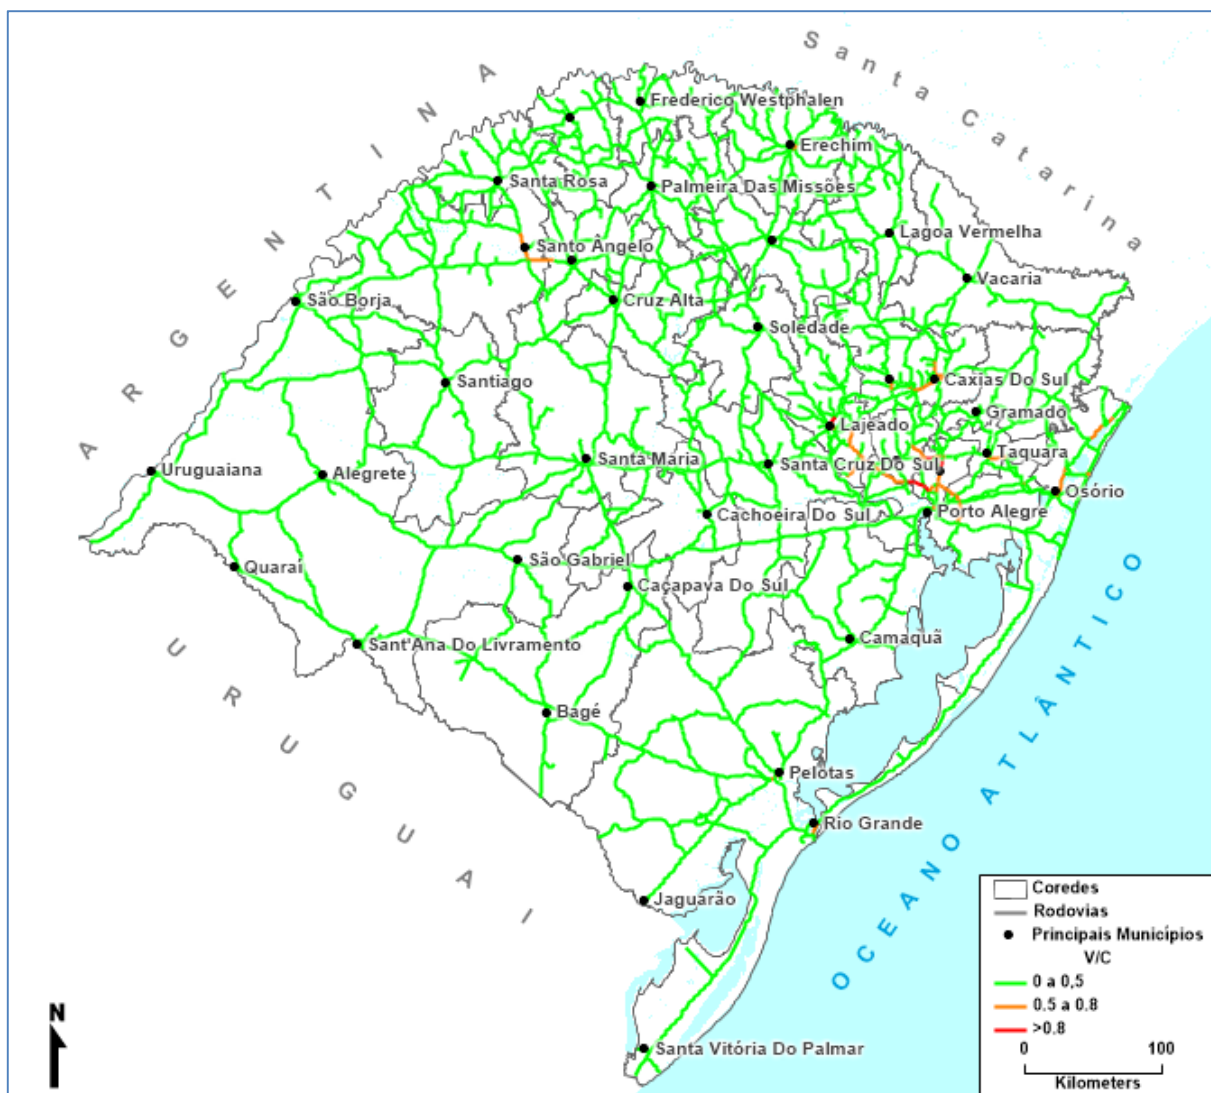 Santa Catarina
ARGENTINA
Frederico Westphalen
Erechim
Santa Rosa
Palmeira Das Missões
Lagoa Vermelha
Santo Ângelo
Vacaria
São Borja
Cruz Alta
Soledade
Santiago
Caxias Do Sul
Gramado
Lajeado
Taquara
Santa Maria
Santa Cruz Do Sul
Uruguaiana
Alegrete
Osório
Cachoeira Do Sul
Porto Alegre
São Gabriel
Quaraí
Caçapava Do Sul
Camaquã
Sant'Ana Do Livramento
URUGUAI
Bagé
OCEANO ATLÂNTICO
Pelotas
Rio Grande
Jaguarão
Santa Vitória Do Palmar
N
Coredes
Rodovias
Principais Municípios
V/C
0 a 0,5
0.5 a 0.8
>0.8
0 100
Kilometers